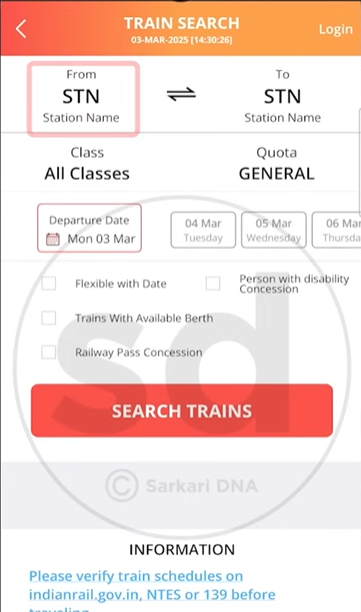 TRAIN SEARCH
Login
03-MAR-2025 [14:30:26]
From
To
STN
STN
Station Name
Station Name
Class
Quota
All Classes
GENERAL
Departure Date
Mon 03 Mar
04 Mar
Tuesday
05 Mar
Wednesday
06 Mar
Thursda
Flexible with Date
Person with disability
Concession
Trains With Available Berth
Railway Pass Concession
sd
SEARCH TRAINS
© Sarkari DNA
INFORMATION
Please verify train schedules on
indianrail.gov.in, NTES or 139 before